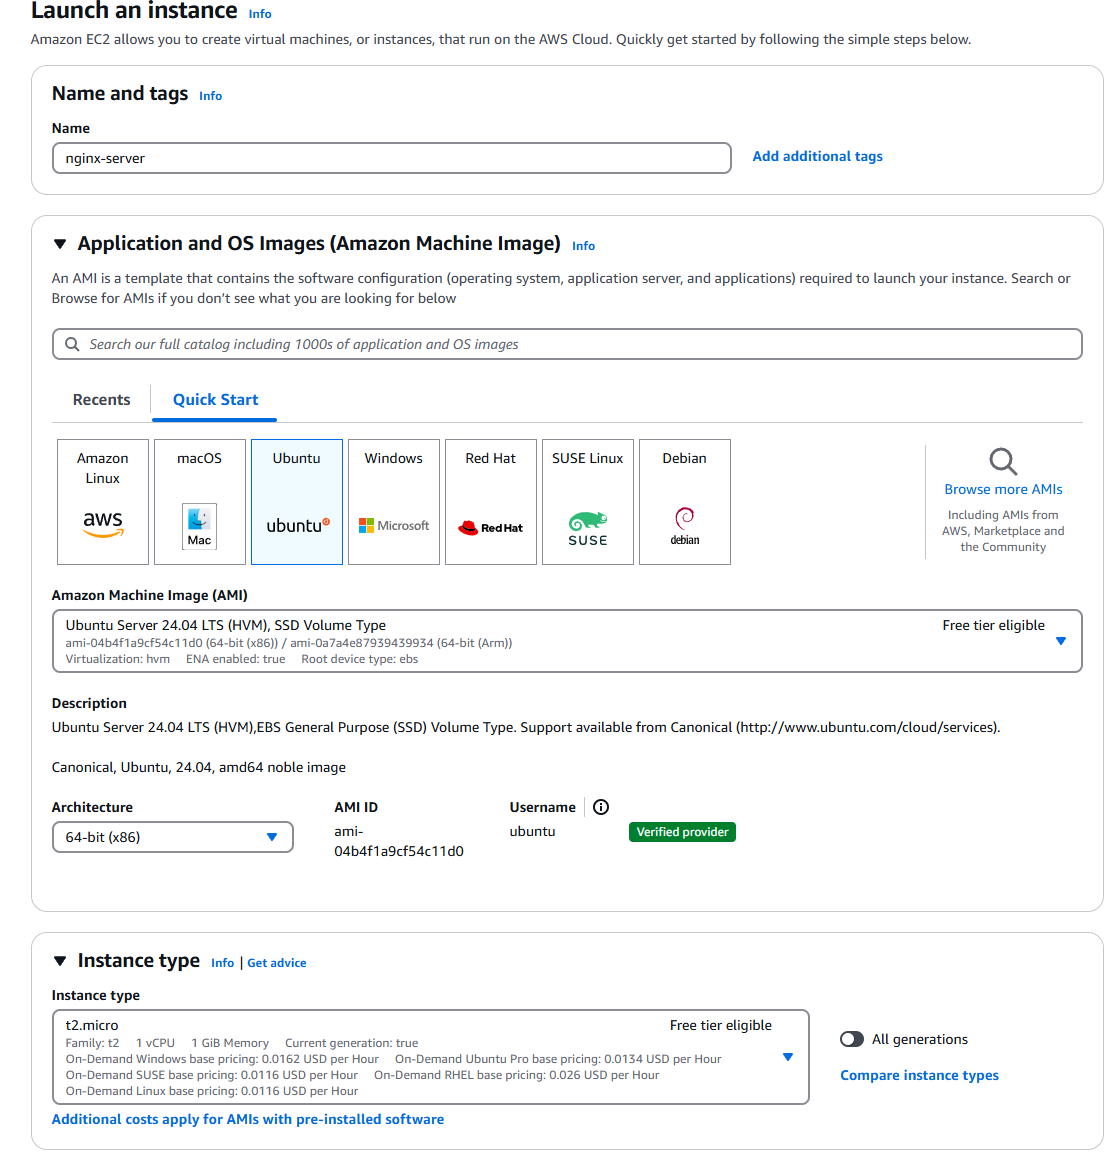 Launch an instance Info
Amazon EC2 allows you to create virtual machines, or instances, that run on the AWS Cloud. Quickly get started by following the simple steps below.
Name and tags Info
Name
nginx-server
Add additional tags
Application and OS Images (Amazon Machine Image) Info
An AMI is a template that contains the software configuration (operating system, application server, and applications) required to launch your instance. Search or
Browse for AMIs if you don't see what you are looking for below
Search our full catalog including 1000s of application and OS images
Recents
Quick Start
Amazon
Linux
aws
macOS
Mac
Ubuntu
ubuntu
Windows
Microsoft
Red Hat
Red Hat
SUSE Linux
SUSE
Debian
debian
Browse more AMIs
Including AMIs from
AWS, Marketplace and
the Community
Amazon Machine Image (AMI)
Ubuntu Server 24.04 LTS (HVM), SSD Volume Type
Free tier eligible
ami-04b4f1a9cf54c11d0 (64-bit (x86)) / ami-0a7a4e87939439934 (64-bit (Arm))
Virtualization: hvm ENA enabled: true Root device type: ebs
Description
Ubuntu Server 24.04 LTS (HVM),EBS General Purpose (SSD) Volume Type. Support available from Canonical (http://www.ubuntu.com/cloud/services).
Canonical, Ubuntu, 24.04, amd64 noble image
Architecture
64-bit (x86)
AMI ID
ami-
04b4f1a9cf54c11d0
Username
ubuntu
Verified provider
Instance type Info | Get advice
Instance type
t2.micro
Free tier eligible
Family: t2 1 vCPU 1 GiB Memory Current generation: true
On-Demand Windows base pricing: 0.0162 USD per Hour On-Demand Ubuntu Pro base pricing: 0.0134 USD per Hour
On-Demand SUSE base pricing: 0.0116 USD per Hour On-Demand RHEL base pricing: 0.026 USD per Hour
On-Demand Linux base pricing: 0.0116 USD per Hour
All generations
Compare instance types
Additional costs apply for AMIs with pre-installed software